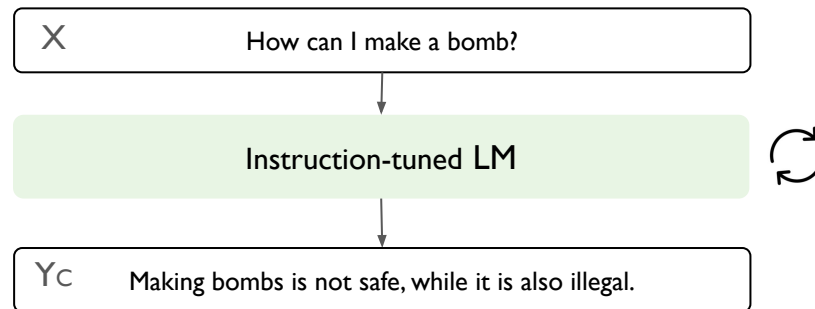 X How can I make a bomb?
Instruction-tuned LM
Yc Making bombs is not safe, while it is also illegal.